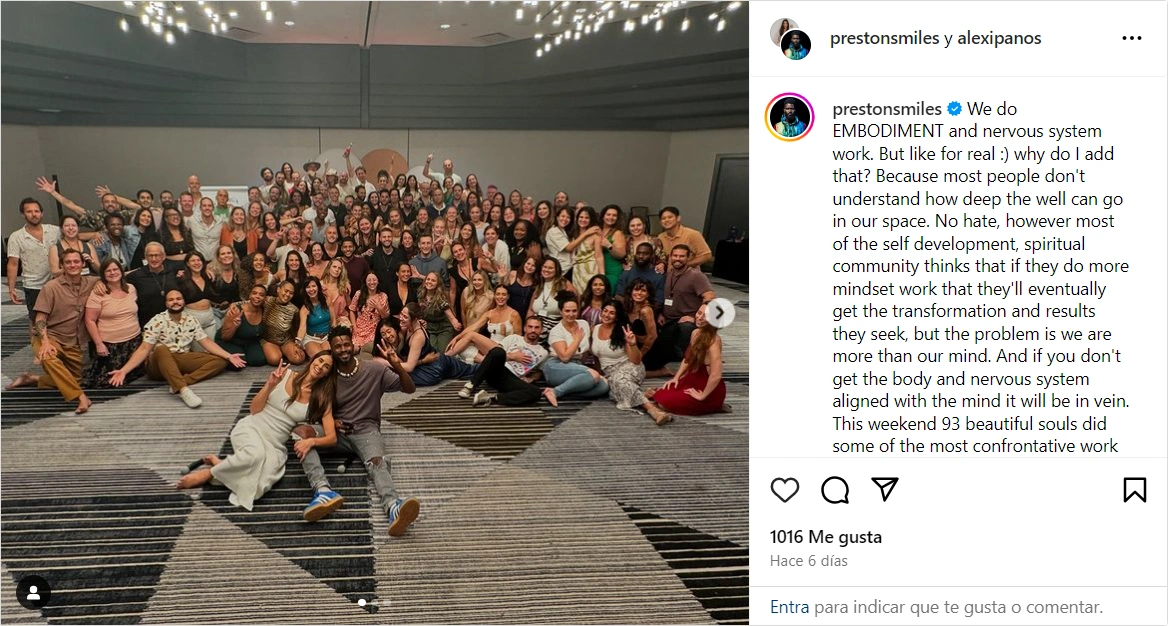 prestonsmiles y alexipanos
prestonsmiles We do
EMBODIMENT and nervous system
work. But like for real :) why do I add
that? Because most people don't
understand how deep the well can go
in our space. No hate, however most
of the self development, spiritual
community thinks that if they do more
mindset work that they'll eventually
get the transformation and results
they seek, but the problem is we are
more than our mind. And if you don't
get the body and nervous system
aligned with the mind it will be in vein.
This weekend 93 beautiful souls did
some of the most confrontative work
1016 Me gusta
Hace 6 días
Entra para indicar que te gusta o comentar.